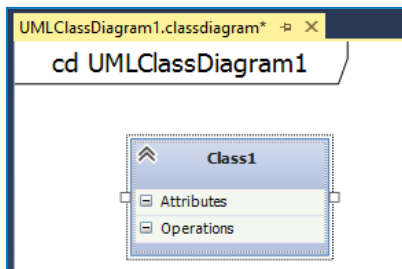 UMLClassDiagram1.classdiagram*
cd UMLClassDiagram1
Class1
Attributes
Operations